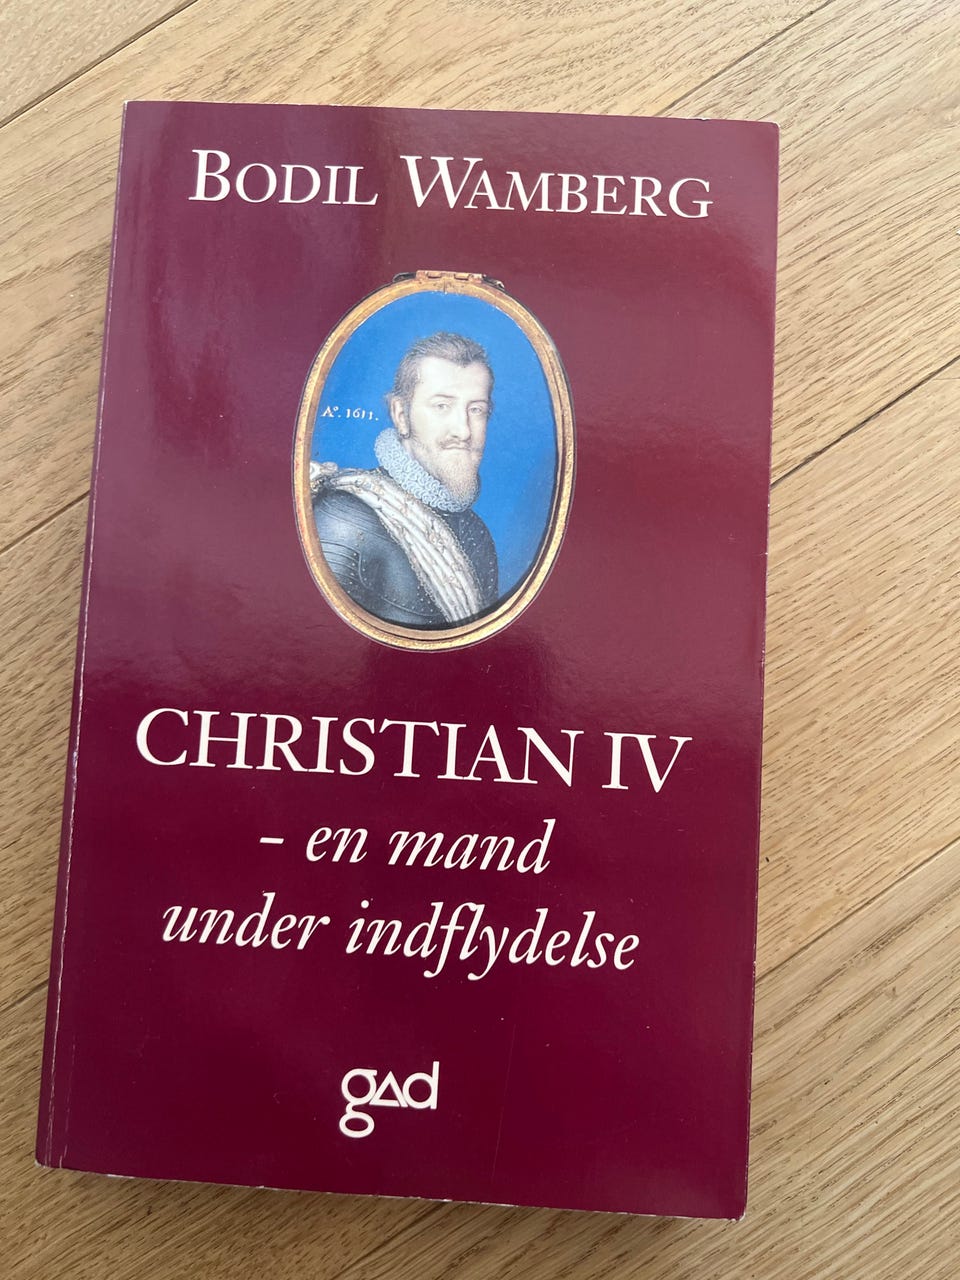 BODIL WAMBERG
Aº. 1611.
CHRISTIAN IV
– en mand
under indflydelse
gad